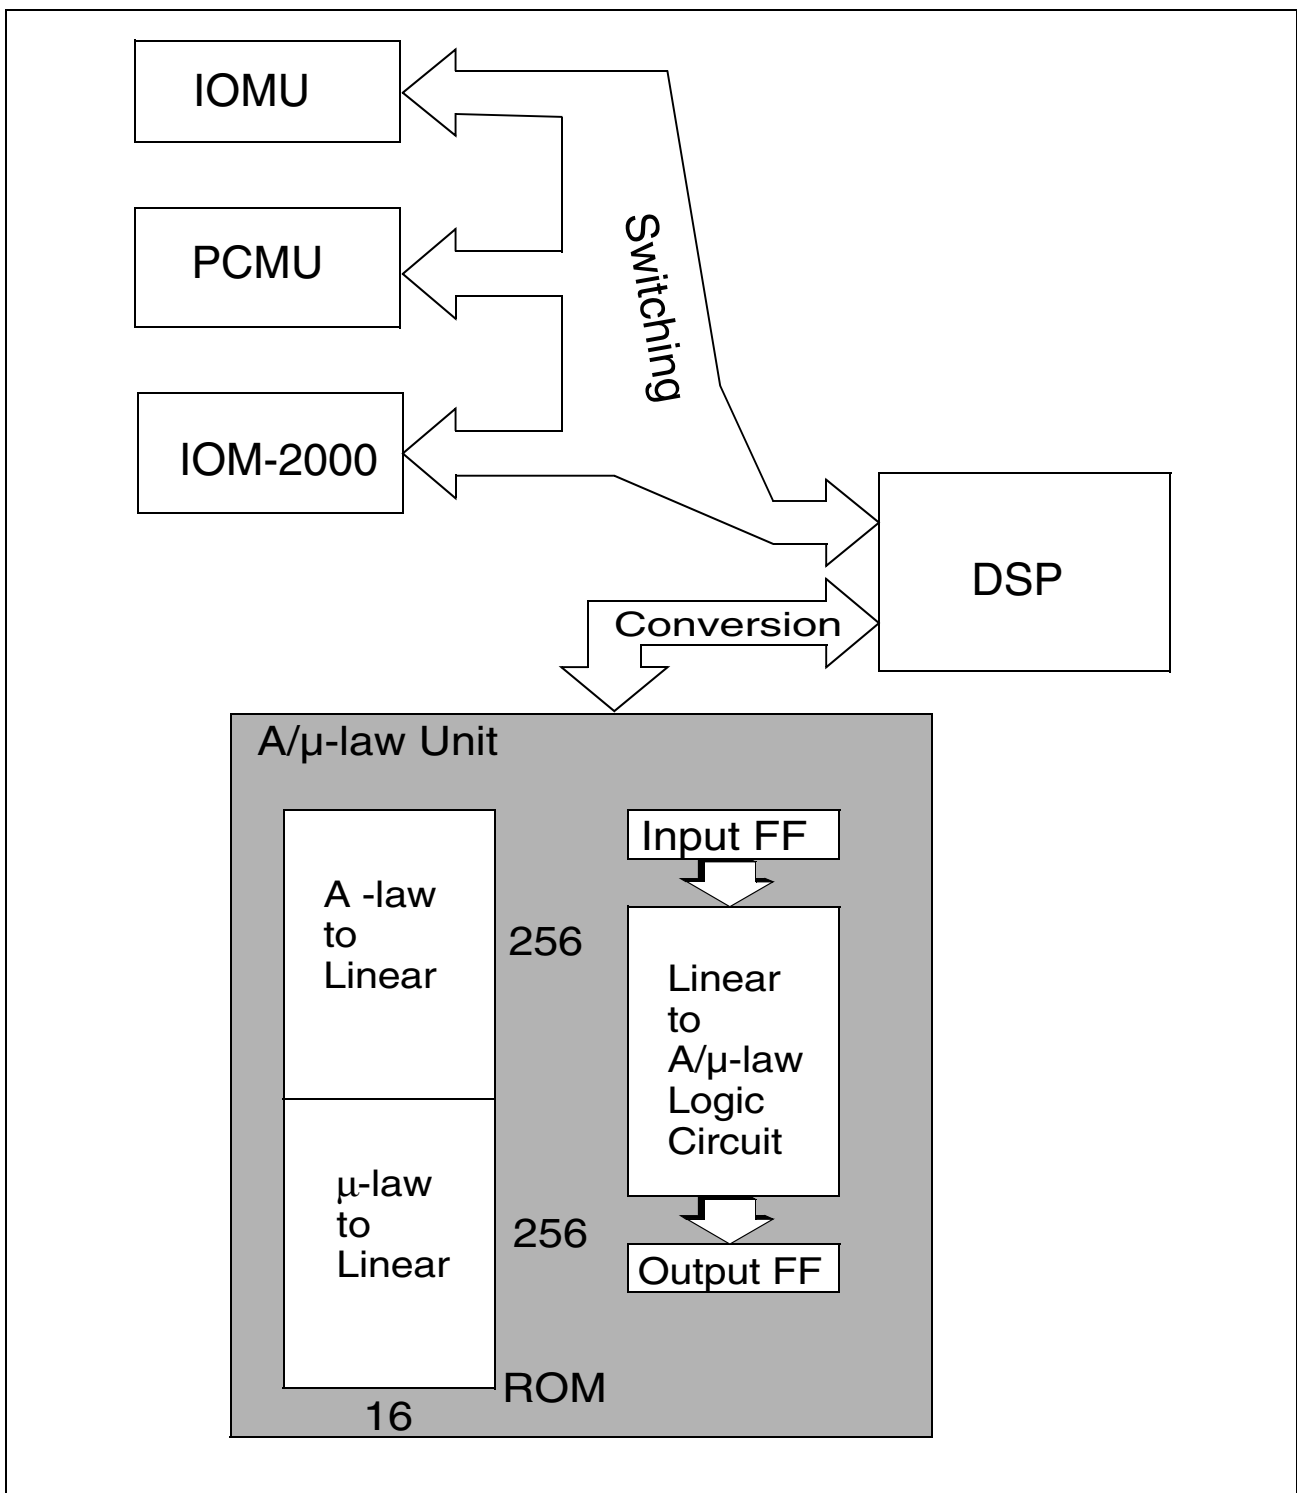 IOMU
PCMU
IOM-2000
Switching
DSP
Conversion
A/µ-law Unit
A -law
to
Linear
256
µ-law
to
Linear
256
ROM
16
Input FF
Linear
to
A/µ-law
Logic
Circuit
Output FF